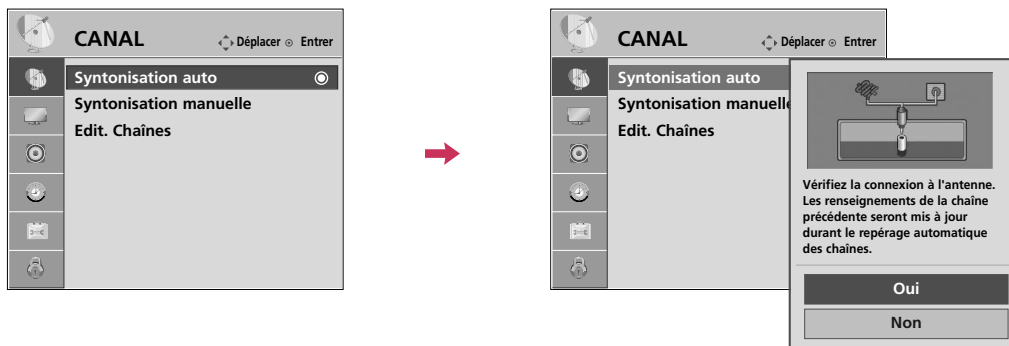 CANAL
Déplacer
Entrer
Syntonisation auto
Syntonisation manuelle
Edit. Chaînes
CANAL
Déplacer
Entrer
Syntonisation auto
Syntonisation manuelle
Edit. Chaînes
Vérifiez la connexion à l'antenne.
Les renseignements de la chaîne
précédente seront mis à jour
durant le repérage automatique
des chaînes.
Oui
Non